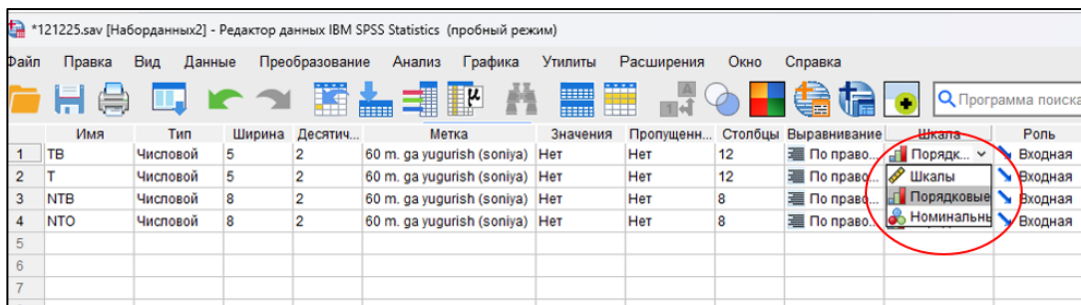 *121225.sav [Наборданных2] - Редактор данных IBM SPSS Statistics (пробный режим)
Файл Правка Вид Данные Преобразование Анализ Графика Утилиты Расширения Окно Справка
Программа поиска
Имя Тип Ширина Десятич... Метка Значения Пропущенн... Столбцы Выравнивание Шкала Роль
1 TB Числовой 5 2 60 m. ga yugurish (soniya) Нет Нет 12 По право... Порядк... Входная
2 T Числовой 5 2 60 m. ga yugurish (soniya) Нет Нет 12 По право... Шкалы Входная
3 NTB Числовой 8 2 60 m. ga yugurish (soniya) Нет Нет 8 По право... Порядковые Входная
4 NTO Числовой 8 2 60 m. ga yugurish (soniya) Нет Нет 8 По право... Номинальны Входная
5
6
7